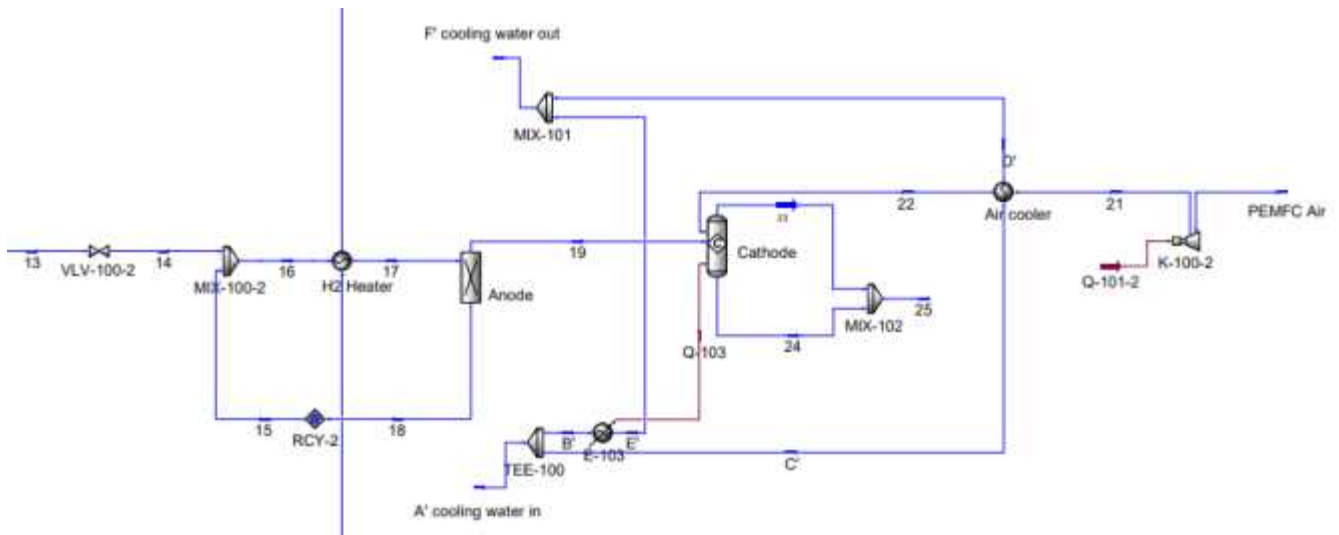 F' cooling water out
MIX-101
D'
22
21
Air cooler
PEMFC Air
K-100-2
Q-101-2
13
VLV-100-2
14
MIX-100-2
16
H2 Heater
17
Anode
19
Cathode
MIX-102
25
24
Q-103
15
RCY-2
18
B'
E-103
E'
TEE-100
C'
A' cooling water in